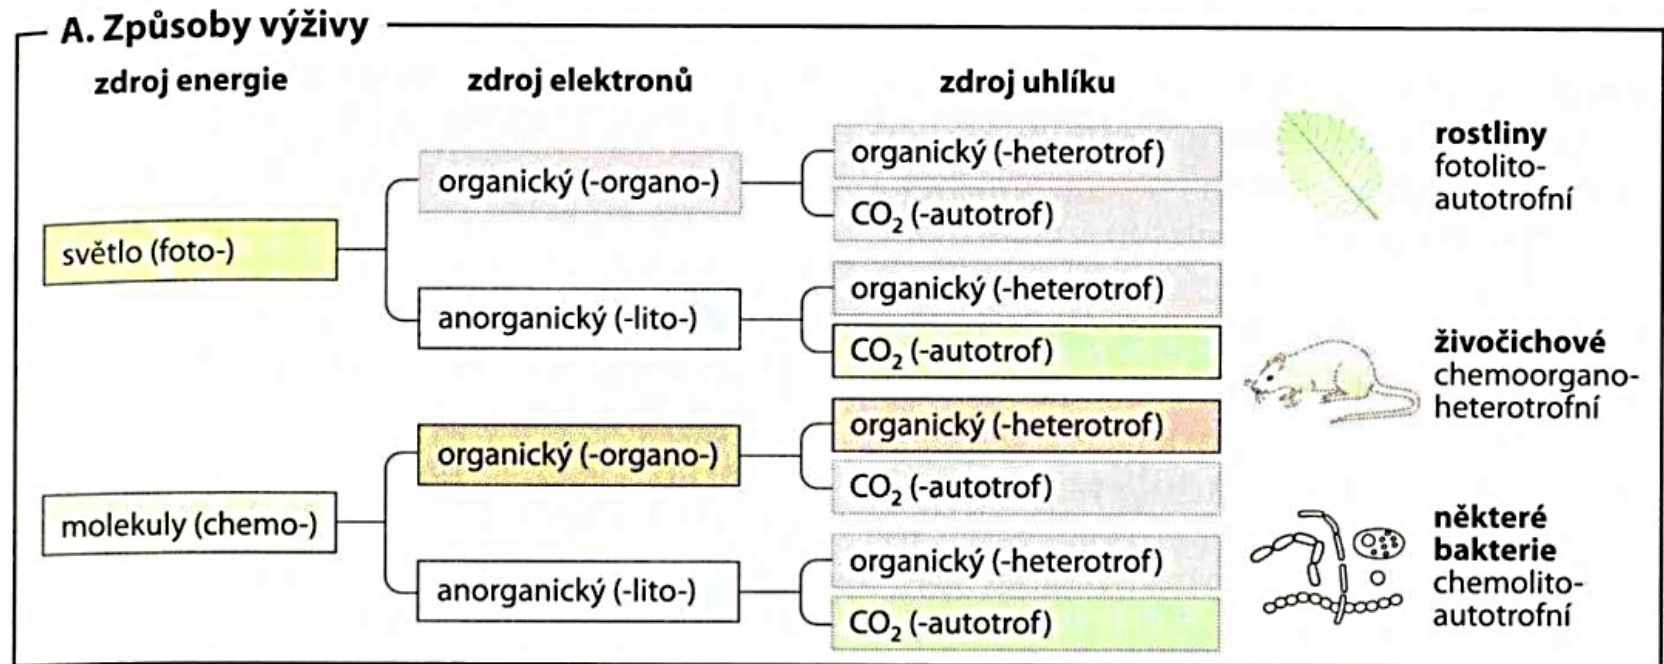 A. Způsoby výživy
zdroj energie
zdroj elektronů
zdroj uhlíku
světlo (foto-)
organický (-organo-)
organický (-heterotrof)
CO₂ (-autotrof)
anorganický (-lito-)
organický (-heterotrof)
CO₂ (-autotrof)
molekuly (chemo-)
organický (-organo-)
organický (-heterotrof)
CO₂ (-autotrof)
anorganický (-lito-)
organický (-heterotrof)
CO₂ (-autotrof)
rostliny
fotolito-
autotrofní
živočichové
chemoorgano-
heterotrofní
některé
bakterie
chemolito-
autotrofní